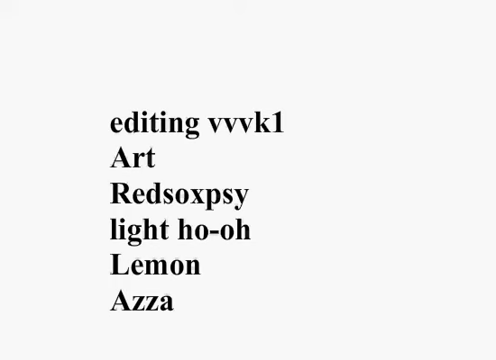 editing vvvk1
Art
Redsoxpsy
light ho-oh
Lemon
Azza